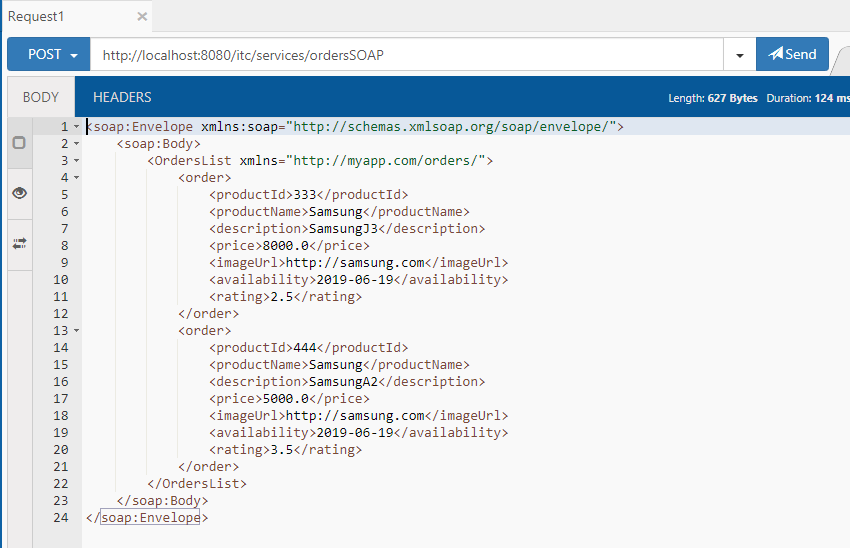 Request1 ×
POST http://localhost:8080/itc/services/ordersSOAP Send
BODY HEADERS Length: 627 Bytes Duration: 124 ms
1 <soap:Envelope xmlns:soap="http://schemas.xmlsoap.org/soap/envelope/">
2 <soap:Body>
3 <OrdersList xmlns="http://myapp.com/orders/">
4 <order>
5 <productId>333</productId>
6 <productName>Samsung</productName>
7 <description>SamsungJ3</description>
8 <price>8000.0</price>
9 <imageUrl>http://samsung.com</imageUrl>
10 <availability>2019-06-19</availability>
11 <rating>2.5</rating>
12 </order>
13 <order>
14 <productId>444</productId>
15 <productName>Samsung</productName>
16 <description>SamsungA2</description>
17 <price>5000.0</price>
18 <imageUrl>http://samsung.com</imageUrl>
19 <availability>2019-06-19</availability>
20 <rating>3.5</rating>
21 </order>
22 </OrdersList>
23 </soap:Body>
24 </soap:Envelope>